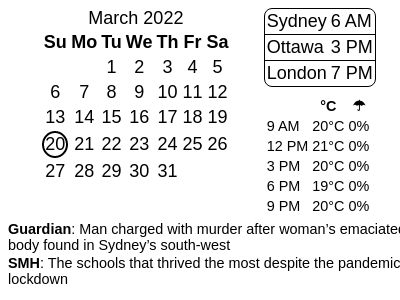 March 2022
Su Mo Tu We Th Fr Sa
1 2 3 4 5
6 7 8 9 10 11 12
13 14 15 16 17 18 19
20 21 22 23 24 25 26
27 28 29 30 31
Sydney 6 AM
Ottawa 3 PM
London 7 PM
°C ☂
9 AM 20°C 0%
12 PM 21°C 0%
3 PM 20°C 0%
6 PM 19°C 0%
9 PM 20°C 0%
Guardian: Man charged with murder after woman’s emaciated
body found in Sydney’s south-west
SMH: The schools that thrived the most despite the pandemic
lockdown